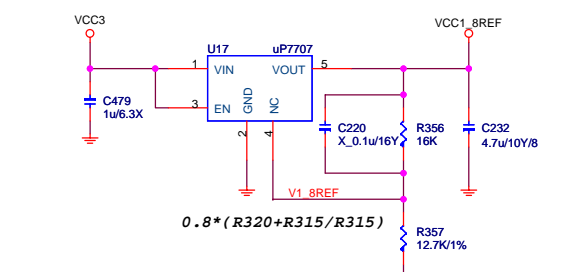 VCC3
VCC1_8REF
U17
uP7707
1
VIN
VOUT
5
3
EN
GND
NC
2
4
C479
1u/6.3X
C220
X_0.1u/16Y
R356
16K
C232
4.7u/10Y/8
V1_8REF
0.8*(R320+R315/R315)
R357
12.7K/1%